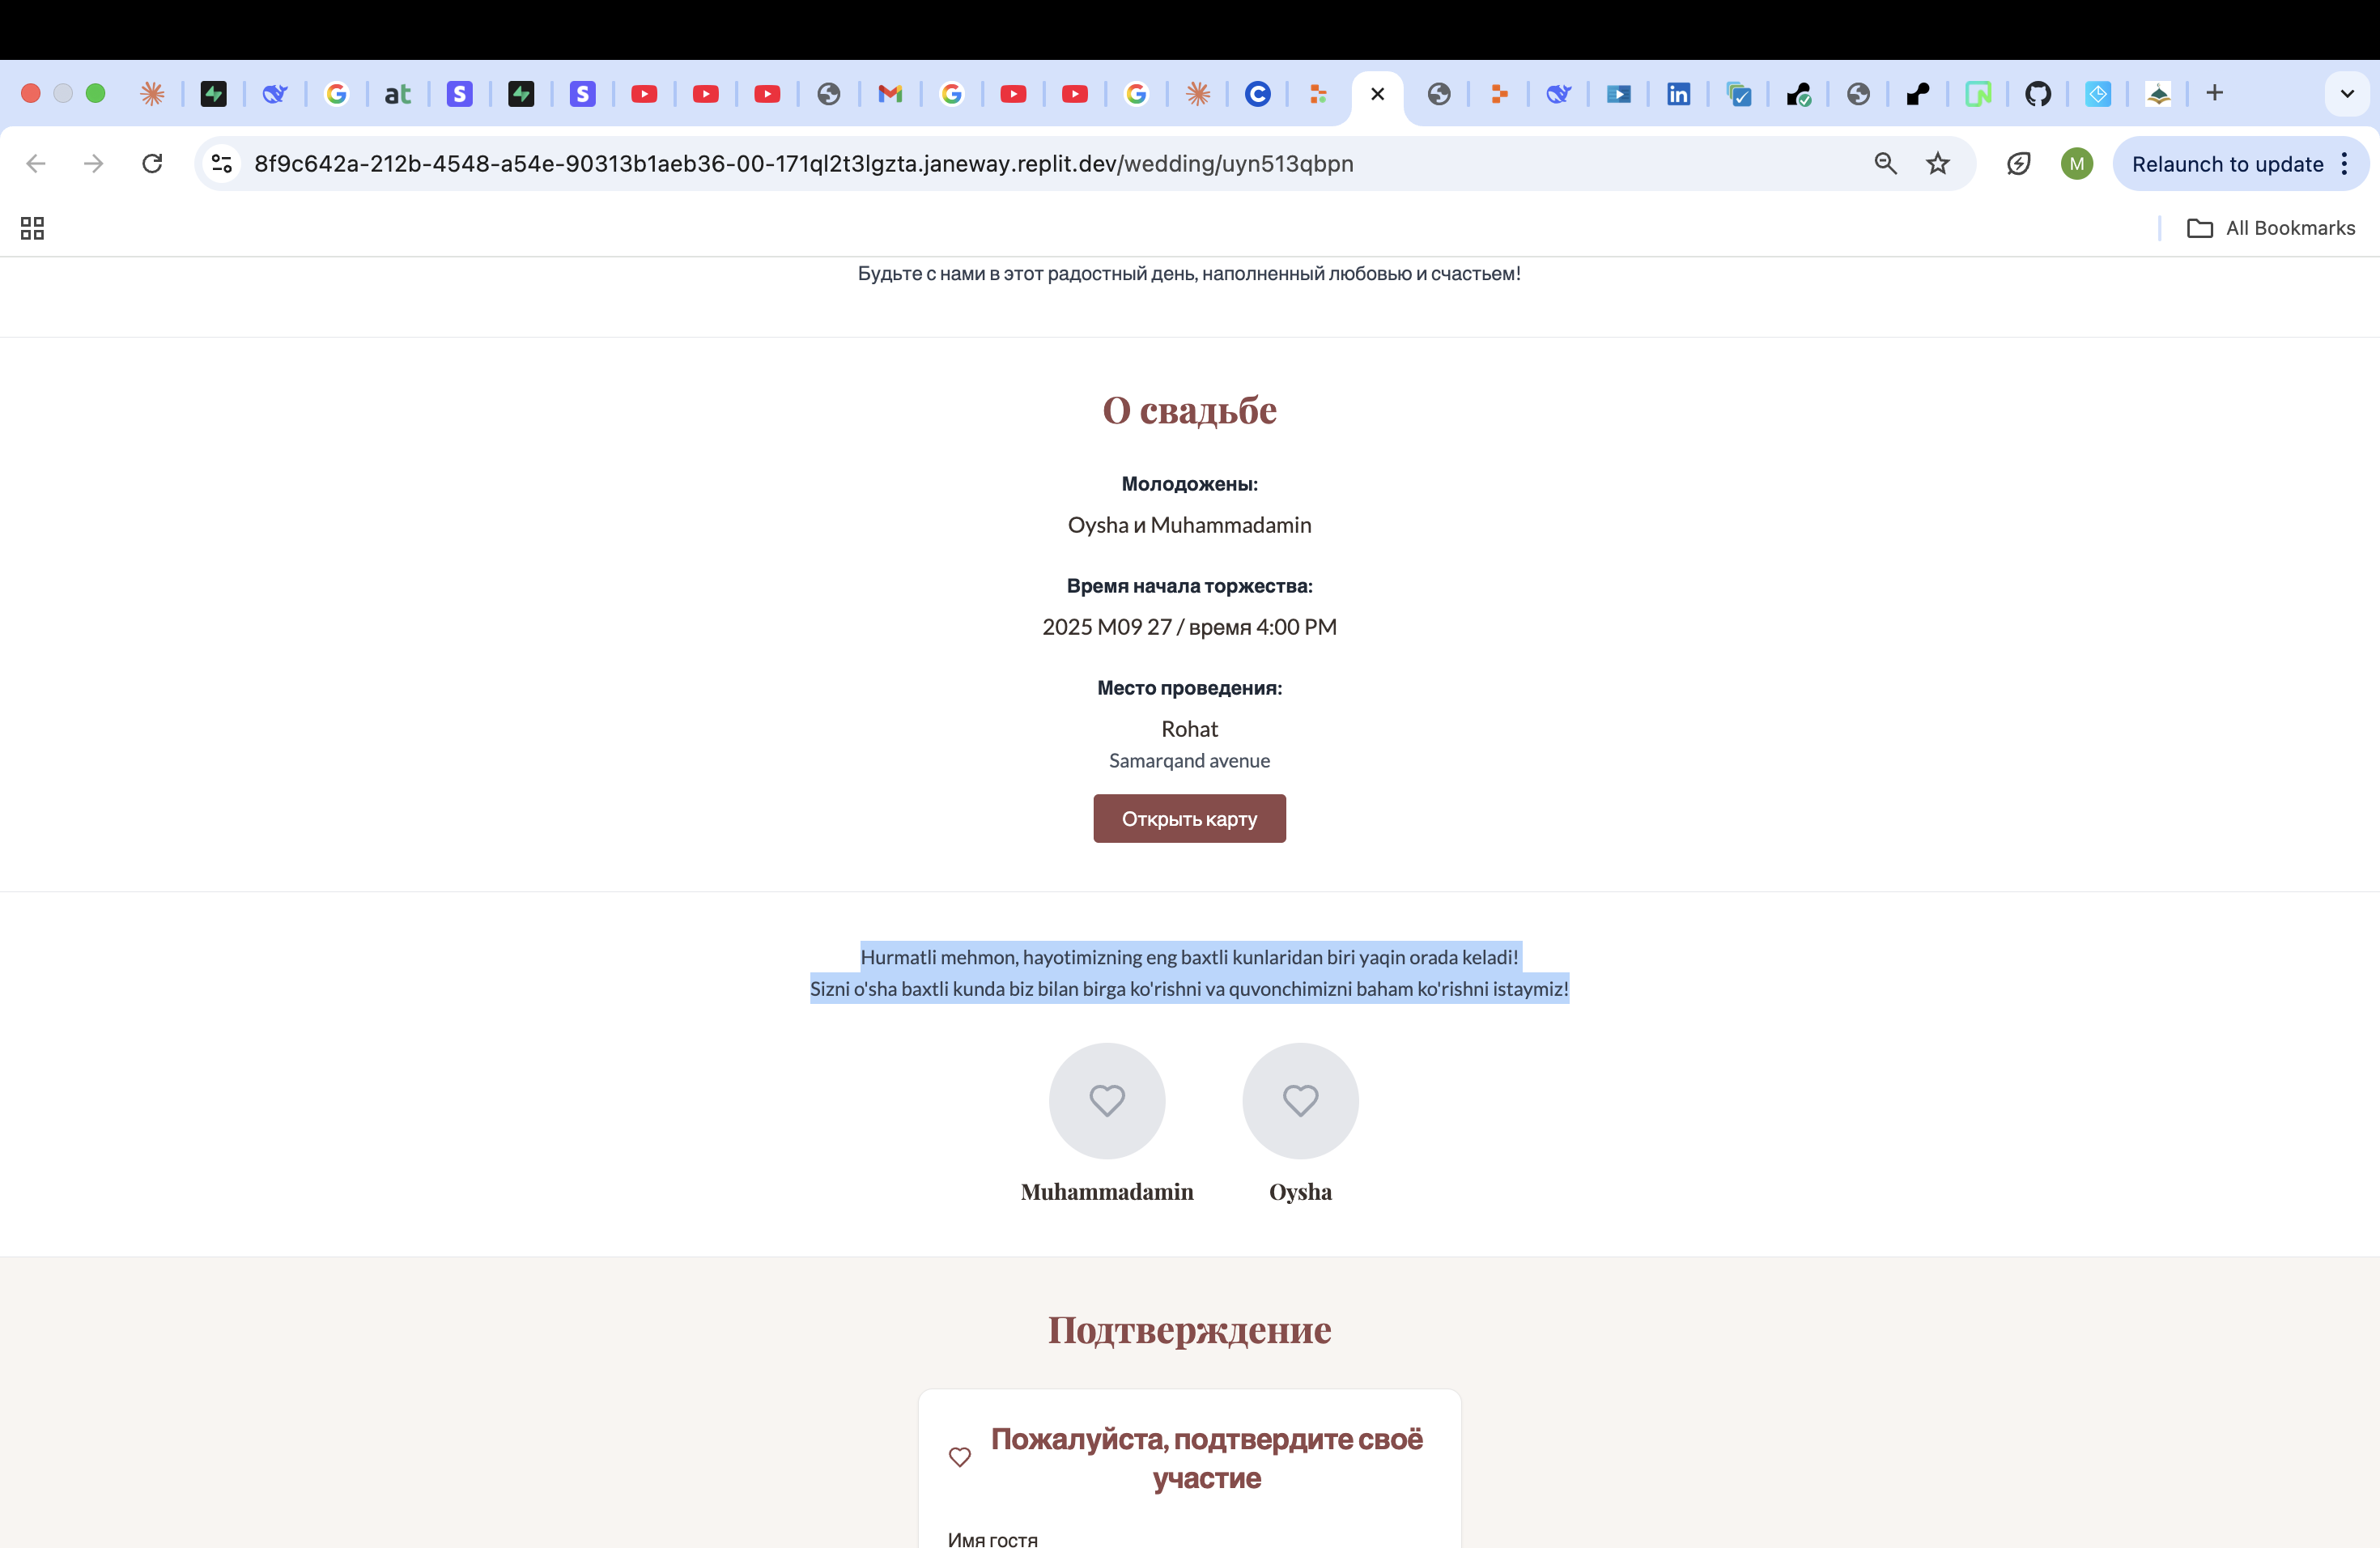 at
S
S
C
in
8f9c642a-212b-4548-a54e-90313b1aeb36-00-171ql2t3lgzta.janeway.replit.dev/wedding/uyn513qbpn
M
Relaunch to update
All Bookmarks
Будьте с нами в этот радостный день, наполненный любовью и счастьем!
О свадьбе
Молодожены:
Oysha и Muhammadamin
Время начала торжества:
2025 M09 27 / время 4:00 PM
Место проведения:
Rohat
Samarqand avenue
Открыть карту
Hurmatli mehmon, hayotimizning eng baxtli kunlaridan biri yaqin orada keladi!
Sizni o'sha baxtli kunda biz bilan birga ko'rishni va quvonchimizni baham ko'rishni istaymiz!
Muhammadamin
Oysha
Подтверждение
Пожалуйста, подтвердите своё
участие
Имя гостя